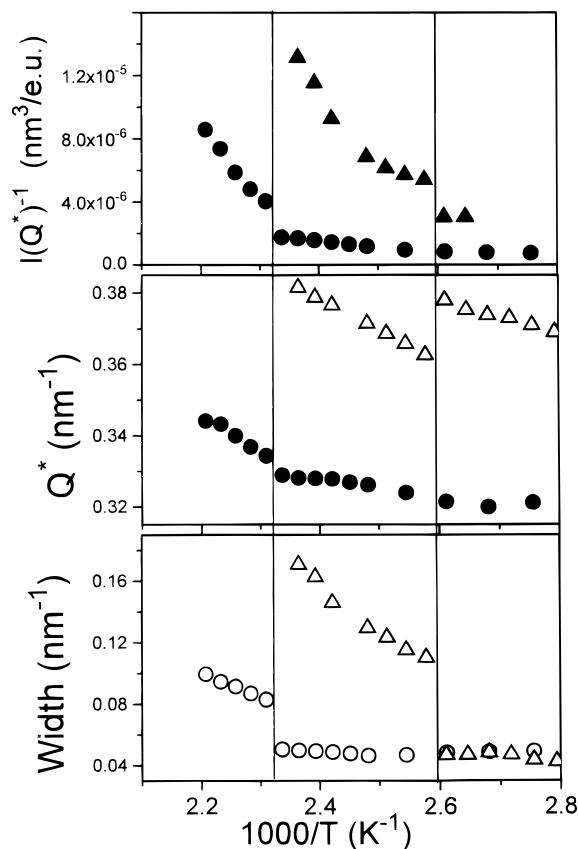 I(Q*)⁻¹ (nm³/e.u.)
1.2x10⁻⁵
8.0x10⁻⁶
4.0x10⁻⁶
0.0
Q* (nm⁻¹)
0.38
0.36
0.34
0.32
Width (nm⁻¹)
0.16
0.12
0.08
0.04
2.2 2.4 2.6 2.8
1000/T (K⁻¹)